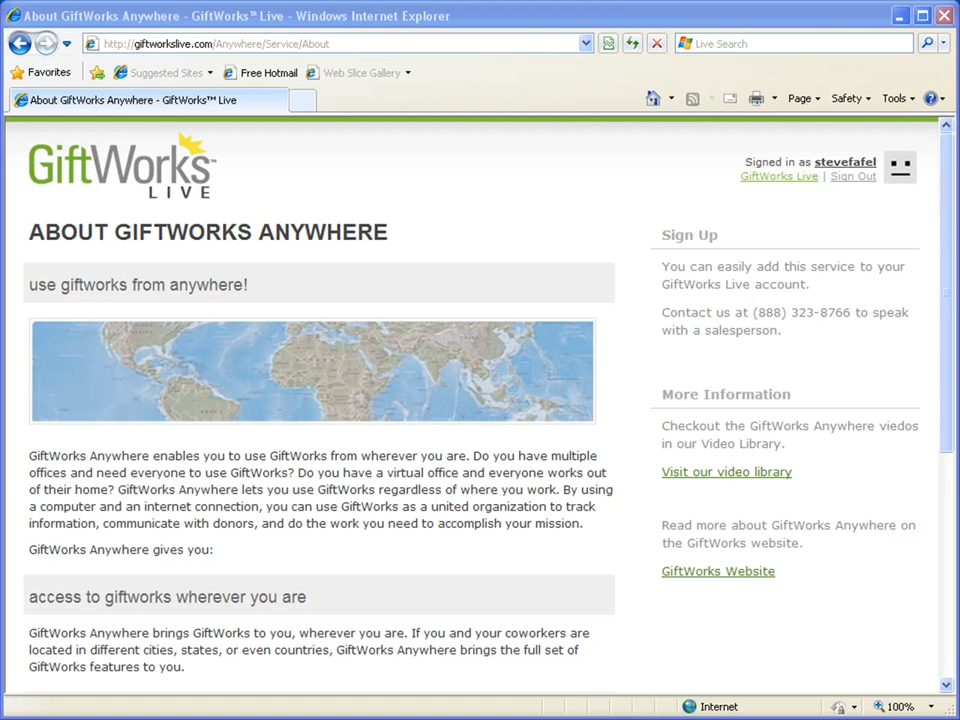 About GiftWorks Anywhere - GiftWorks™ Live - Windows Internet Explorer
http://giftworkslive.com/Anywhere/Service/About
Live Search
Favorites
Suggested Sites
Free Hotmail
Web Slice Gallery
About GiftWorks Anywhere - GiftWorks™ Live
Page
Safety
Tools
GiftWorks™
LIVE
Signed in as stevefafel
GiftWorks Live | Sign Out
ABOUT GIFTWORKS ANYWHERE
use giftworks from anywhere!
GiftWorks Anywhere enables you to use GiftWorks from wherever you are. Do you have multiple
offices and need everyone to use GiftWorks? Do you have a virtual office and everyone works out
of their home? GiftWorks Anywhere lets you use GiftWorks regardless of where you work. By using
a computer and an internet connection, you can use GiftWorks as a united organization to track
information, communicate with donors, and do the work you need to accomplish your mission.
GiftWorks Anywhere gives you:
access to giftworks wherever you are
GiftWorks Anywhere brings GiftWorks to you, wherever you are. If you and your coworkers are
located in different cities, states, or even countries, GiftWorks Anywhere brings the full set of
GiftWorks features to you.
Sign Up
You can easily add this service to your
GiftWorks Live account.
Contact us at (888) 323-8766 to speak
with a salesperson.
More Information
Checkout the GiftWorks Anywhere viedos
in our Video Library.
Visit our video library
Read more about GiftWorks Anywhere on
the GiftWorks website.
GiftWorks Website
Internet
100%